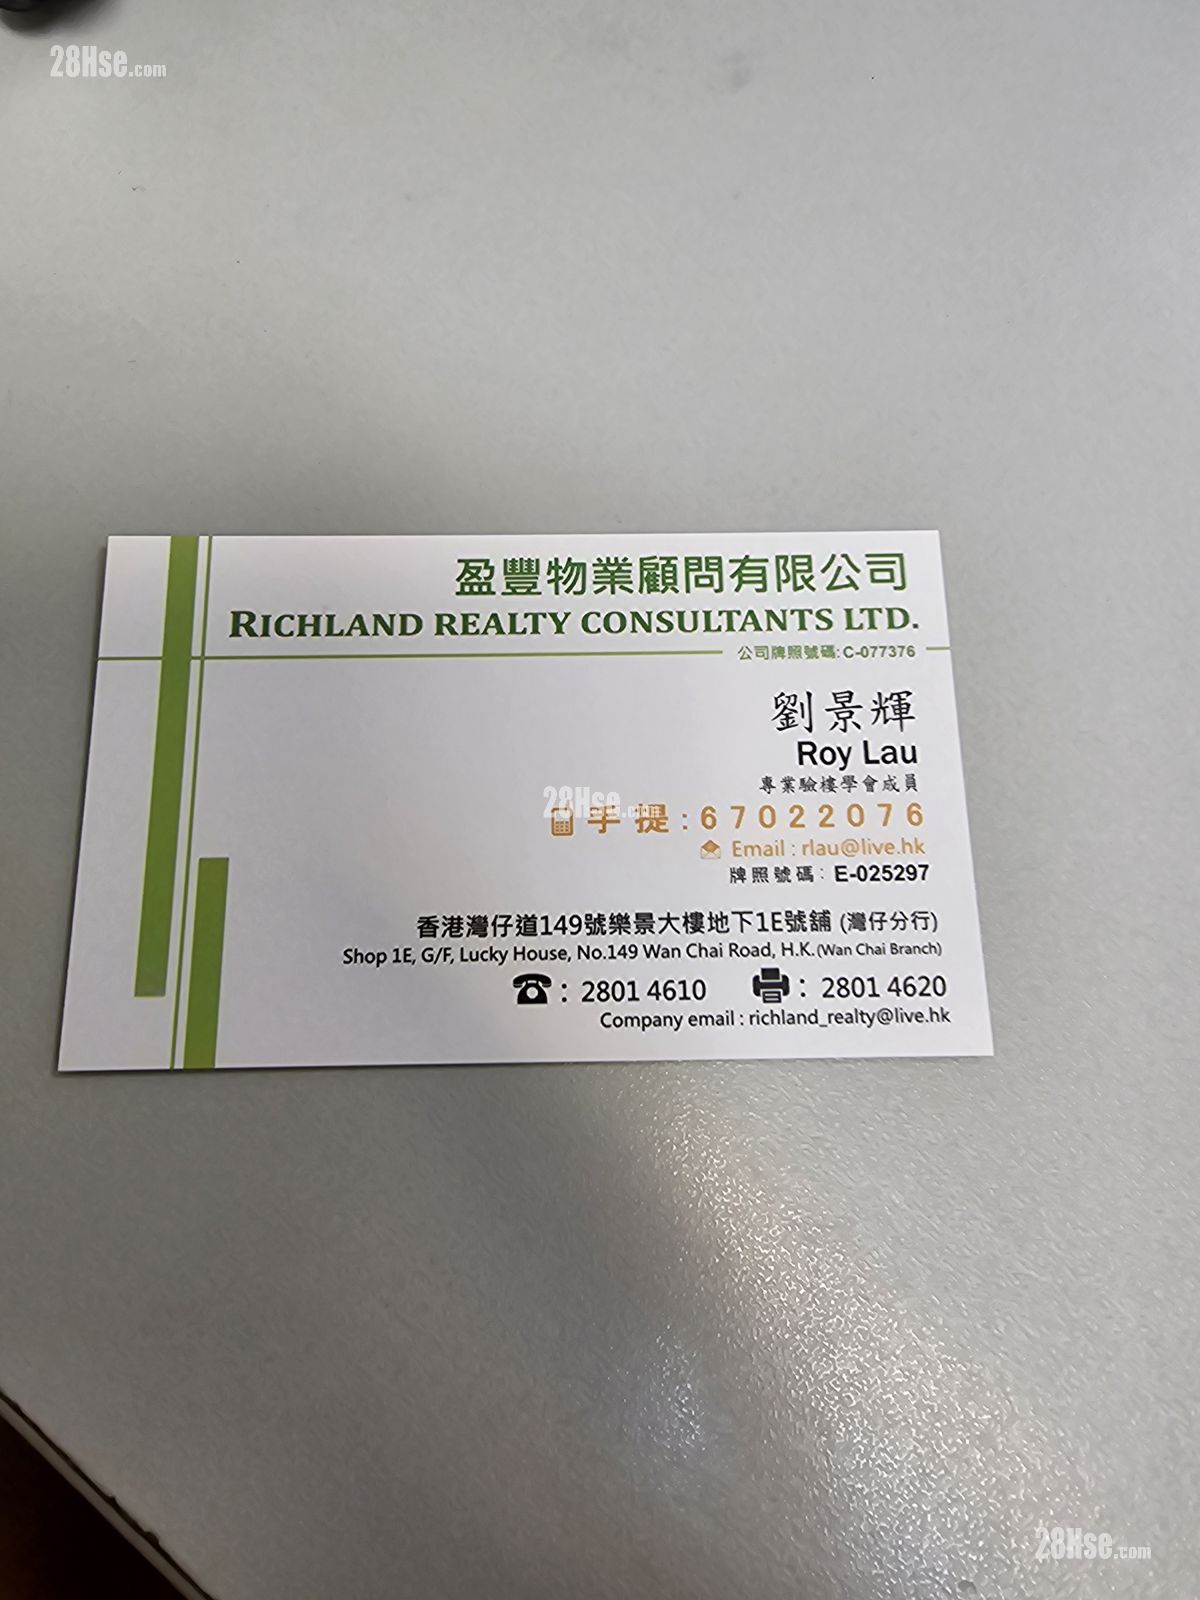 28Hse.com
盈豐物業顧問有限公司
RICHLAND REALTY CONSULTANTS LTD.
公司牌照號碼: C-077376
劉景輝
Roy Lau
專業驗樓學會成員
28Hse.com
手提: 67022076
Email : rlau@live.hk
牌照號碼: E-025297
香港灣仔道149號樂景大樓地下1E號舖 (灣仔分行)
Shop 1E, G/F, Lucky House, No.149 Wan Chai Road, H.K. (Wan Chai Branch)
: 2801 4610 : 2801 4620
Company email : richland_realty@live.hk
28Hse.com